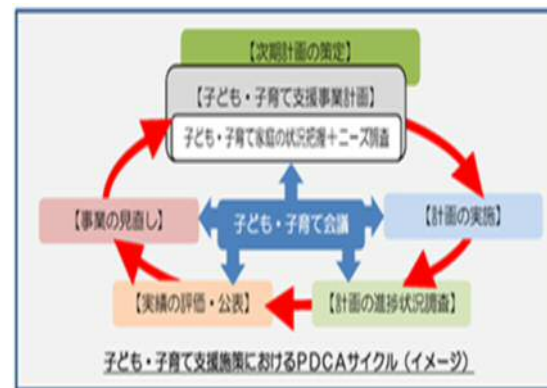 【次期計画の策定】
【子ども・子育て支援事業計画】
子ども・子育て家庭の状況把握＋ニーズ調査
【事業の見直し】
子ども・子育て会議
【計画の実施】
【実績の評価・公表】
【計画の進捗状況調査】
子ども・子育て支援施策におけるPDCAサイクル（イメージ）